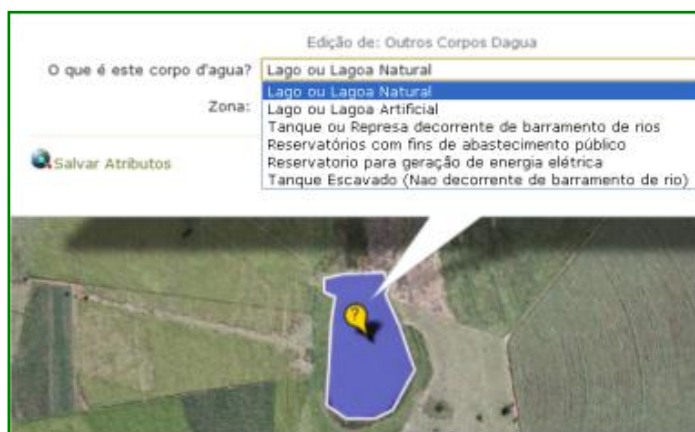 Edição de: Outros Corpos Dagua
O que é este corpo d'agua? Lago ou Lagoa Natural
Lago ou Lagoa Natural
Zona: Lago ou Lagoa Artificial
Tanque ou Represa decorrente de barramento de rios
Reservatórios com fins de abastecimento público
Reservatorio para geração de energia elétrica
Salvar Atributos
Tanque Escavado (Nao decorrente de barramento de rio)
?